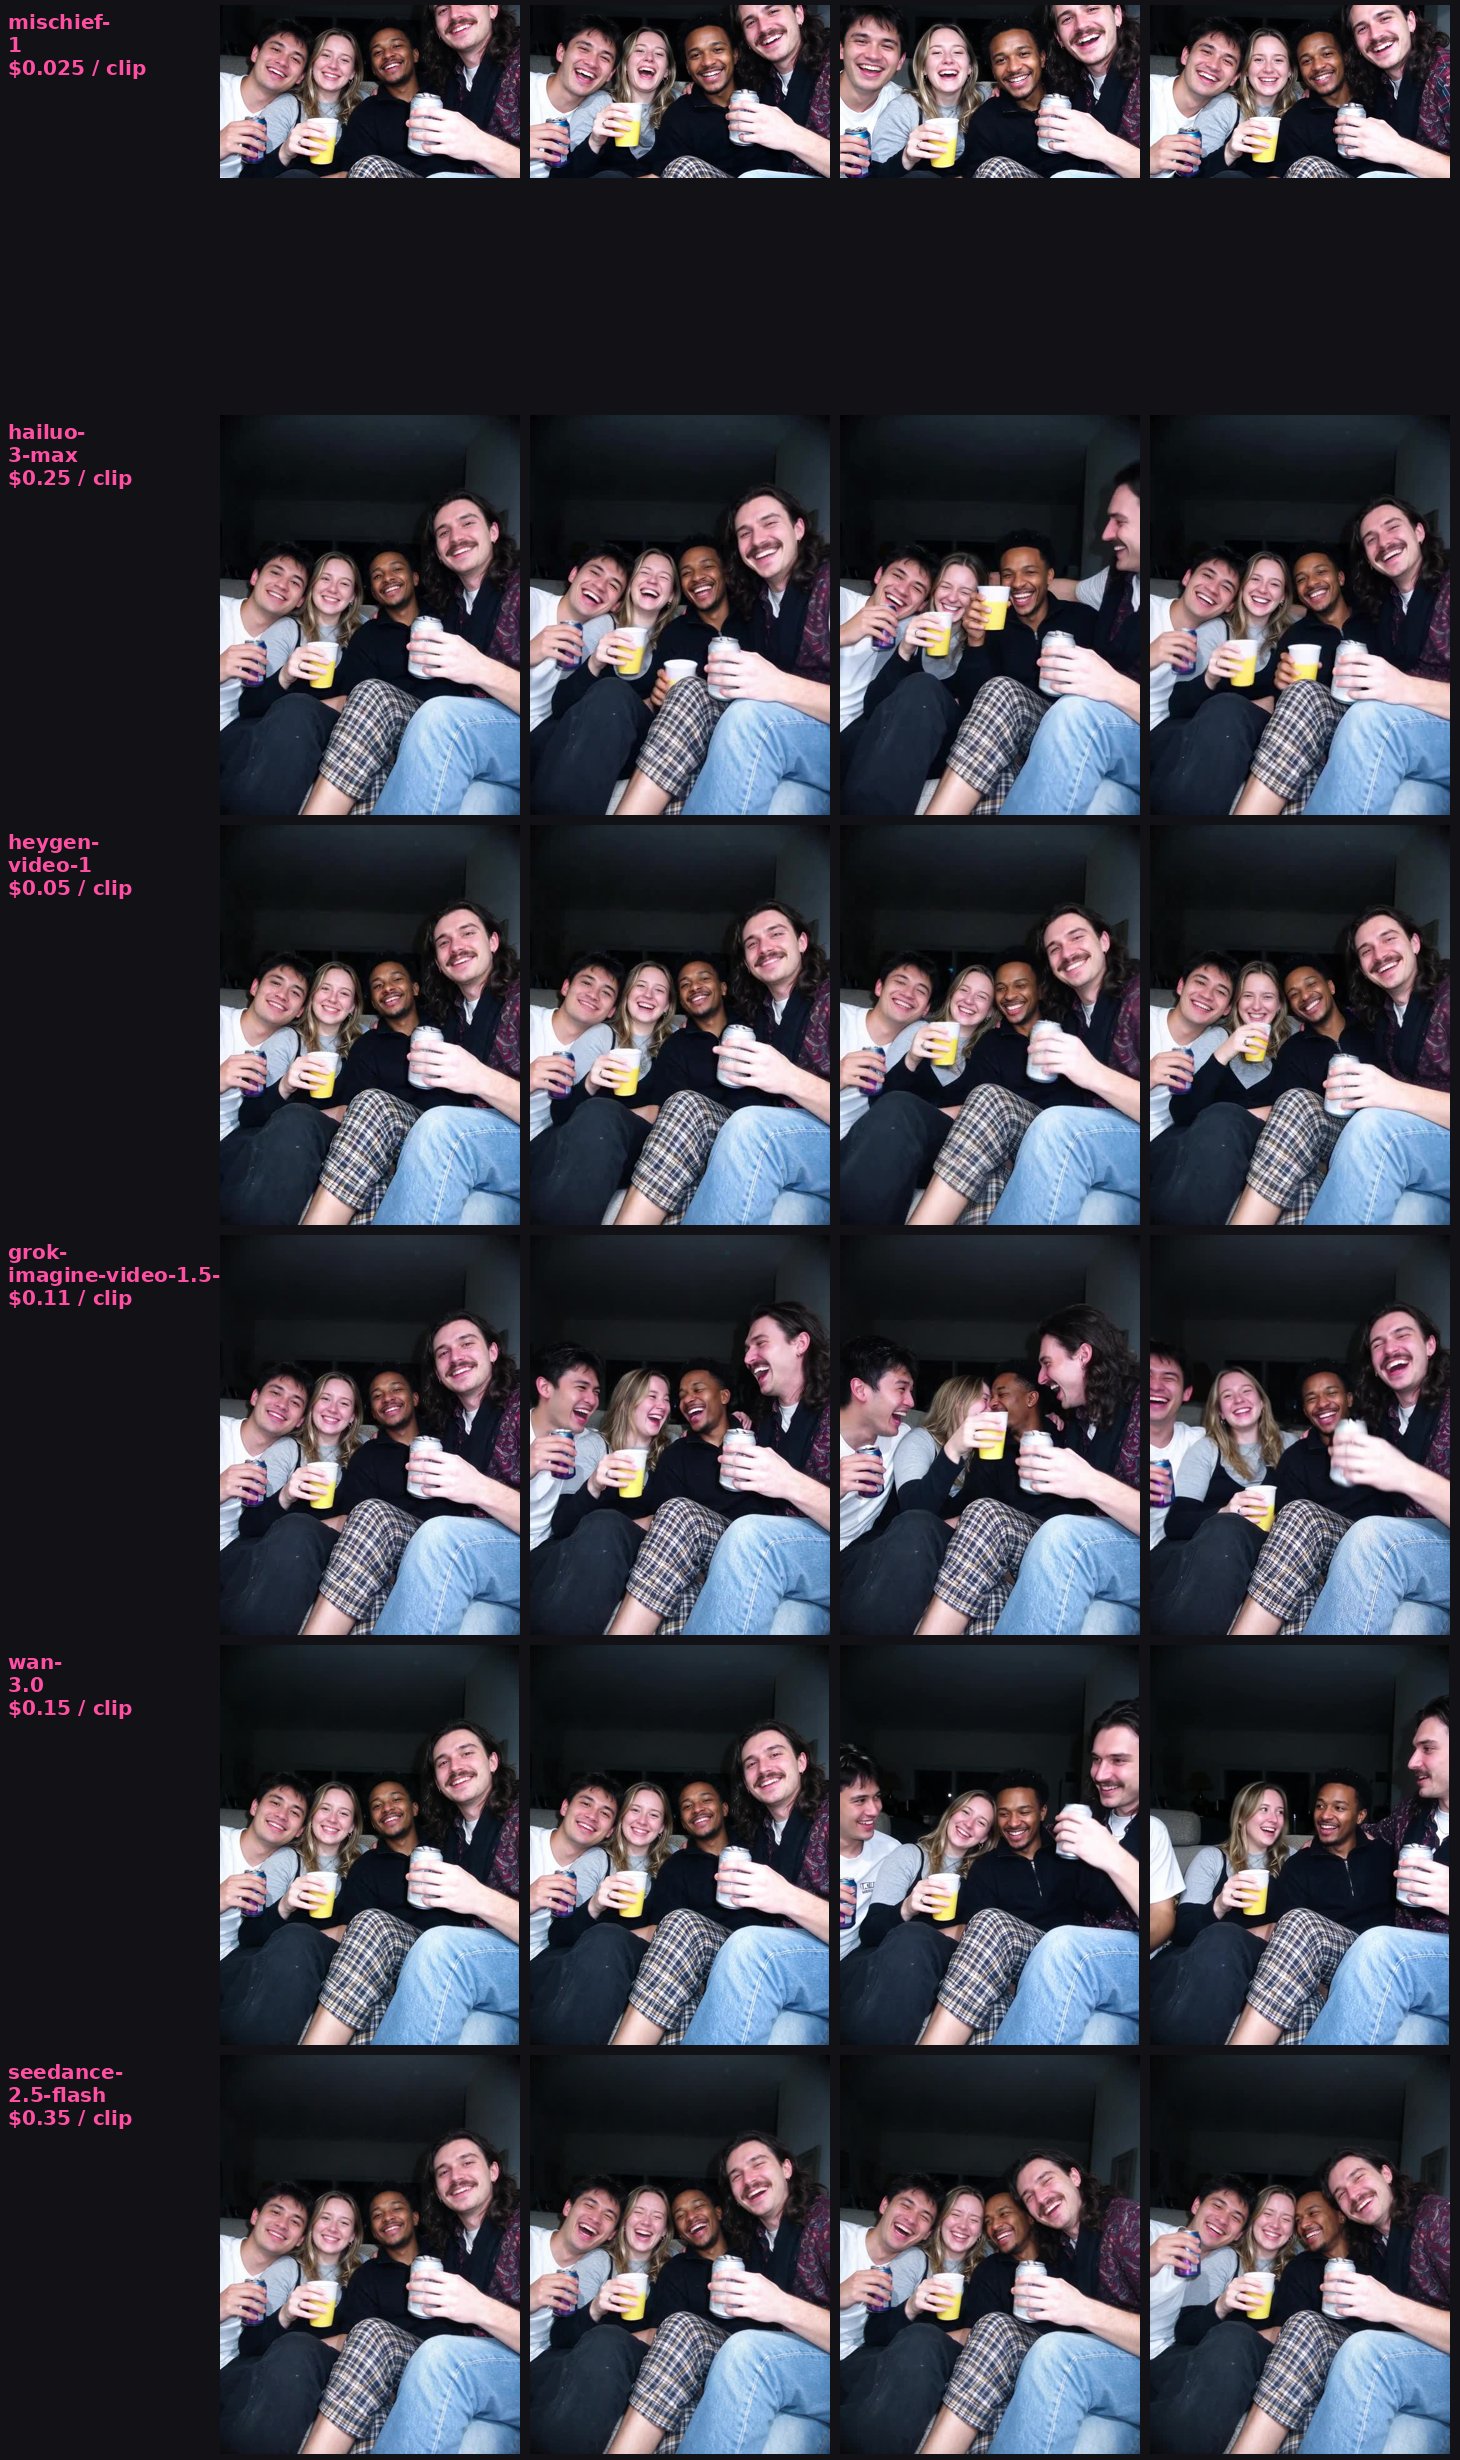 mischief-
1
$0.025 / clip
hailuo-
3-max
$0.25 / clip
heygen-
video-1
$0.05 / clip
grok-
imagine-video-1.5-
$0.11 / clip
wan-
3.0
$0.15 / clip
seedance-
2.5-flash
$0.35 / clip